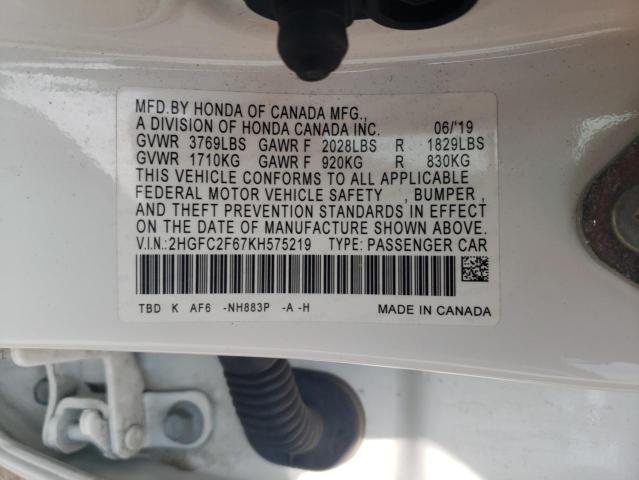 MFD.BY HONDA OF CANADA MFG.,
A DIVISION OF HONDA CANADA INC. 06/'19
GVWR 3769LBS GAWR F 2028LBS R 1829LBS
GVWR 1710KG GAWR F 920KG R 830KG
THIS VEHICLE CONFORMS TO ALL APPLICABLE
FEDERAL MOTOR VEHICLE SAFETY , BUMPER,
AND THEFT PREVENTION STANDARDS IN EFFECT
ON THE DATE OF MANUFACTURE SHOWN ABOVE.
V.I.N.:2HGFC2F67KH575219 TYPE: PASSENGER CAR
TBD K AF6 -NH883P -A -H MADE IN CANADA